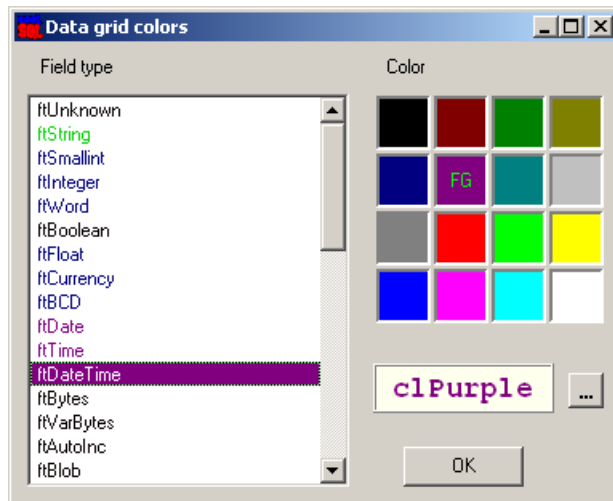 SQL Data grid colors
Field type
Color
ftUnknown
ftString
ftSmallint
ftInteger
ftWord
ftBoolean
ftFloat
ftCurrency
ftBCD
ftDate
ftTime
ftDateTime
ftBytes
ftVarBytes
ftAutoInc
ftBlob
FG
clPurple
...
OK